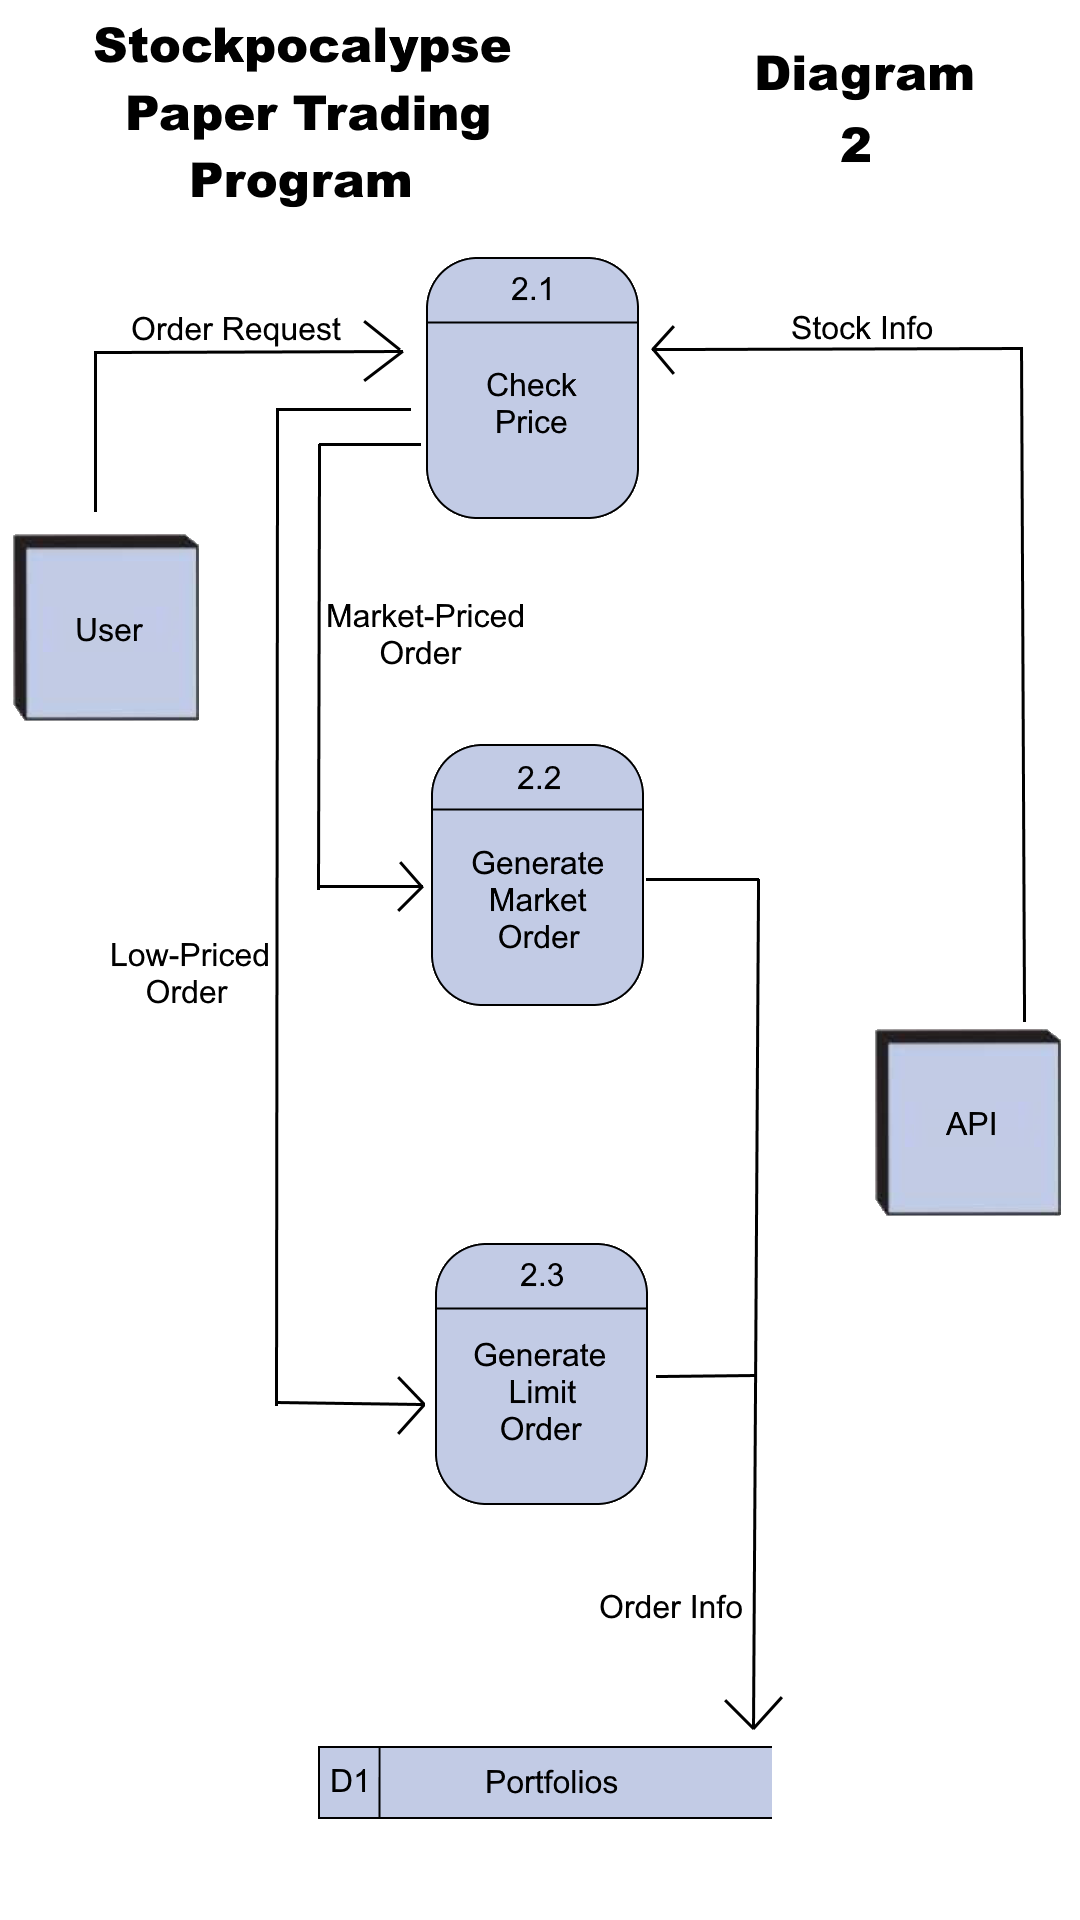 Stockpocalypse
Paper Trading
Program
Diagram
2
2.1
Check
Price
Order Request
Stock Info
User
Market-Priced
Order
2.2
Generate
Market
Order
Low-Priced
Order
API
2.3
Generate
Limit
Order
Order Info
D1
Portfolios